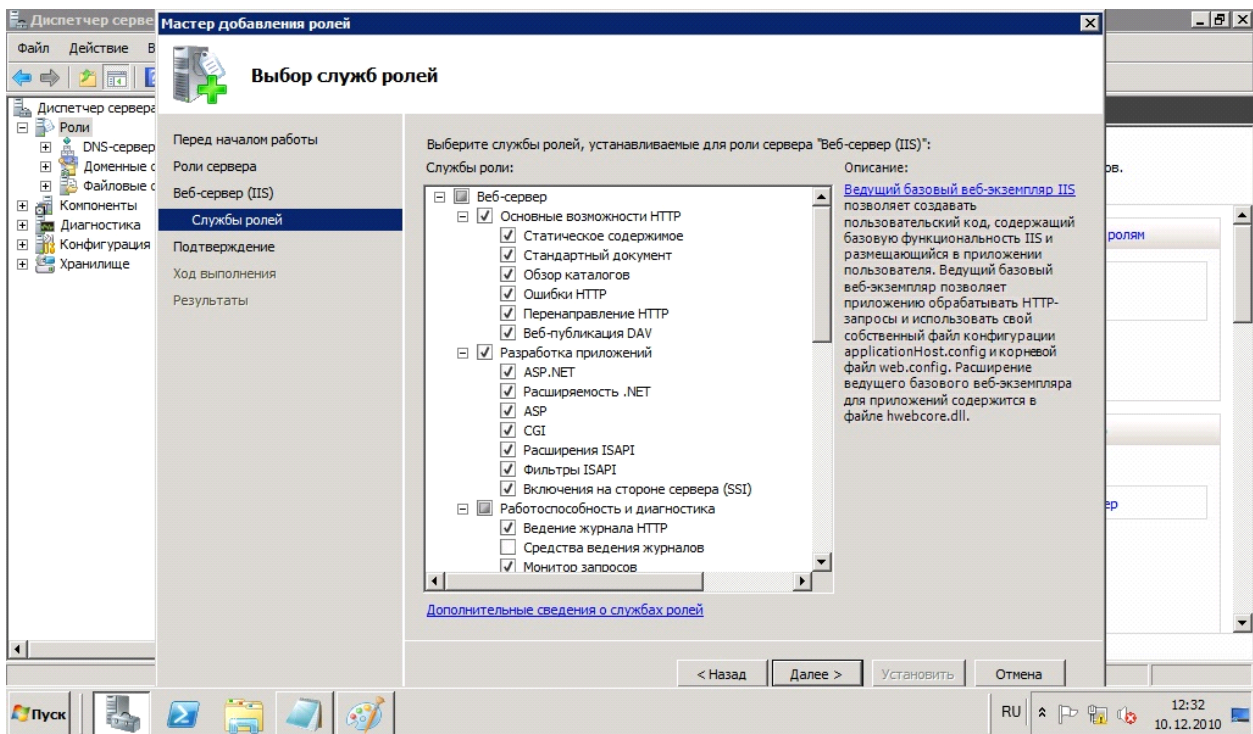 Диспетчер серве
Мастер добавления ролей
Файл Действие В
Выбор служб ролей
Диспетчер сервера
Роли
DNS-сервер
Доменные с
Файловые с
Компоненты
Диагностика
Конфигурация
Хранилище
Перед началом работы
Роли сервера
Веб-сервер (IIS)
Службы ролей
Подтверждение
Ход выполнения
Результаты
Выберите службы ролей, устанавливаемые для роли сервера "Веб-сервер (IIS)":
Службы роли:
Веб-сервер
Основные возможности HTTP
Статическое содержимое
Стандартный документ
Обзор каталогов
Ошибки HTTP
Перенаправление HTTP
Веб-публикация DAV
Разработка приложений
ASP.NET
Расширяемость .NET
ASP
CGI
Расширения ISAPI
Фильтры ISAPI
Включения на стороне сервера (SSI)
Работоспособность и диагностика
Ведение журнала HTTP
Средства ведения журналов
Монитор запросов
Дополнительные сведения о службах ролей
Описание:
Ведущий базовый веб-экземпляр IIS
позволяет создавать
пользовательский код, содержащий
базовую функциональность IIS и
размещающийся в приложении
пользователя. Ведущий базовый
веб-экземпляр позволяет
приложению обрабатывать HTTP-
запросы и использовать свой
собственный файл конфигурации
applicationHost.config и корневой
файл web.config. Расширение
ведущего базового веб-экземпляра
для приложений содержится в
файле hwebcore.dll.
ов.
ролям
ер
< Назад Далее > Установить Отмена
Пуск
RU
12:32
10.12.2010